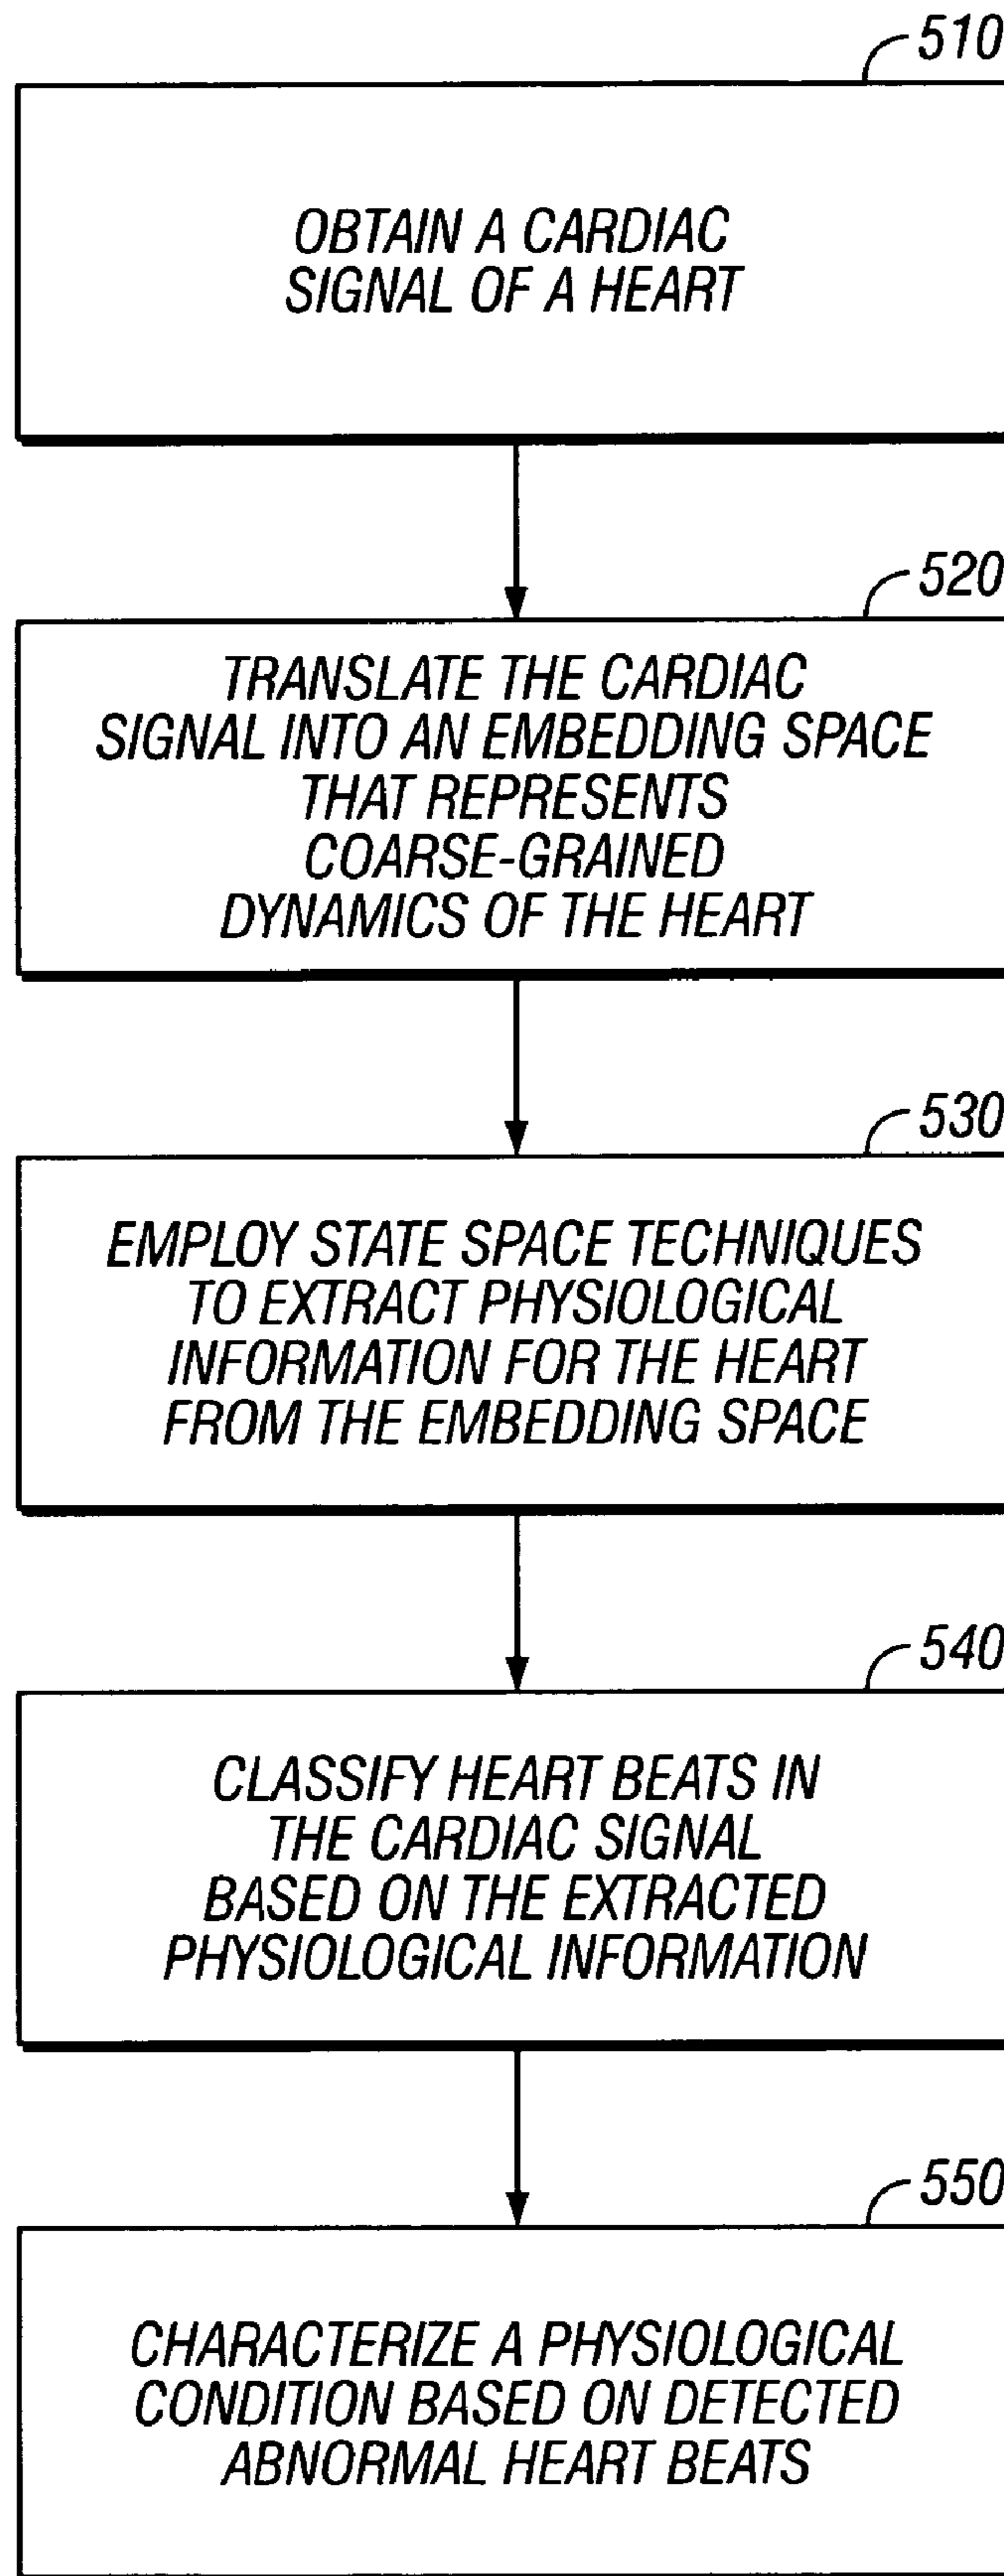 510
OBTAIN A CARDIAC
SIGNAL OF A HEART
520
TRANSLATE THE CARDIAC
SIGNAL INTO AN EMBEDDING SPACE
THAT REPRESENTS
COARSE-GRAINED
DYNAMICS OF THE HEART
530
EMPLOY STATE SPACE TECHNIQUES
TO EXTRACT PHYSIOLOGICAL
INFORMATION FOR THE HEART
FROM THE EMBEDDING SPACE
540
CLASSIFY HEART BEATS IN
THE CARDIAC SIGNAL
BASED ON THE EXTRACTED
PHYSIOLOGICAL INFORMATION
550
CHARACTERIZE A PHYSIOLOGICAL
CONDITION BASED ON DETECTED
ABNORMAL HEART BEATS